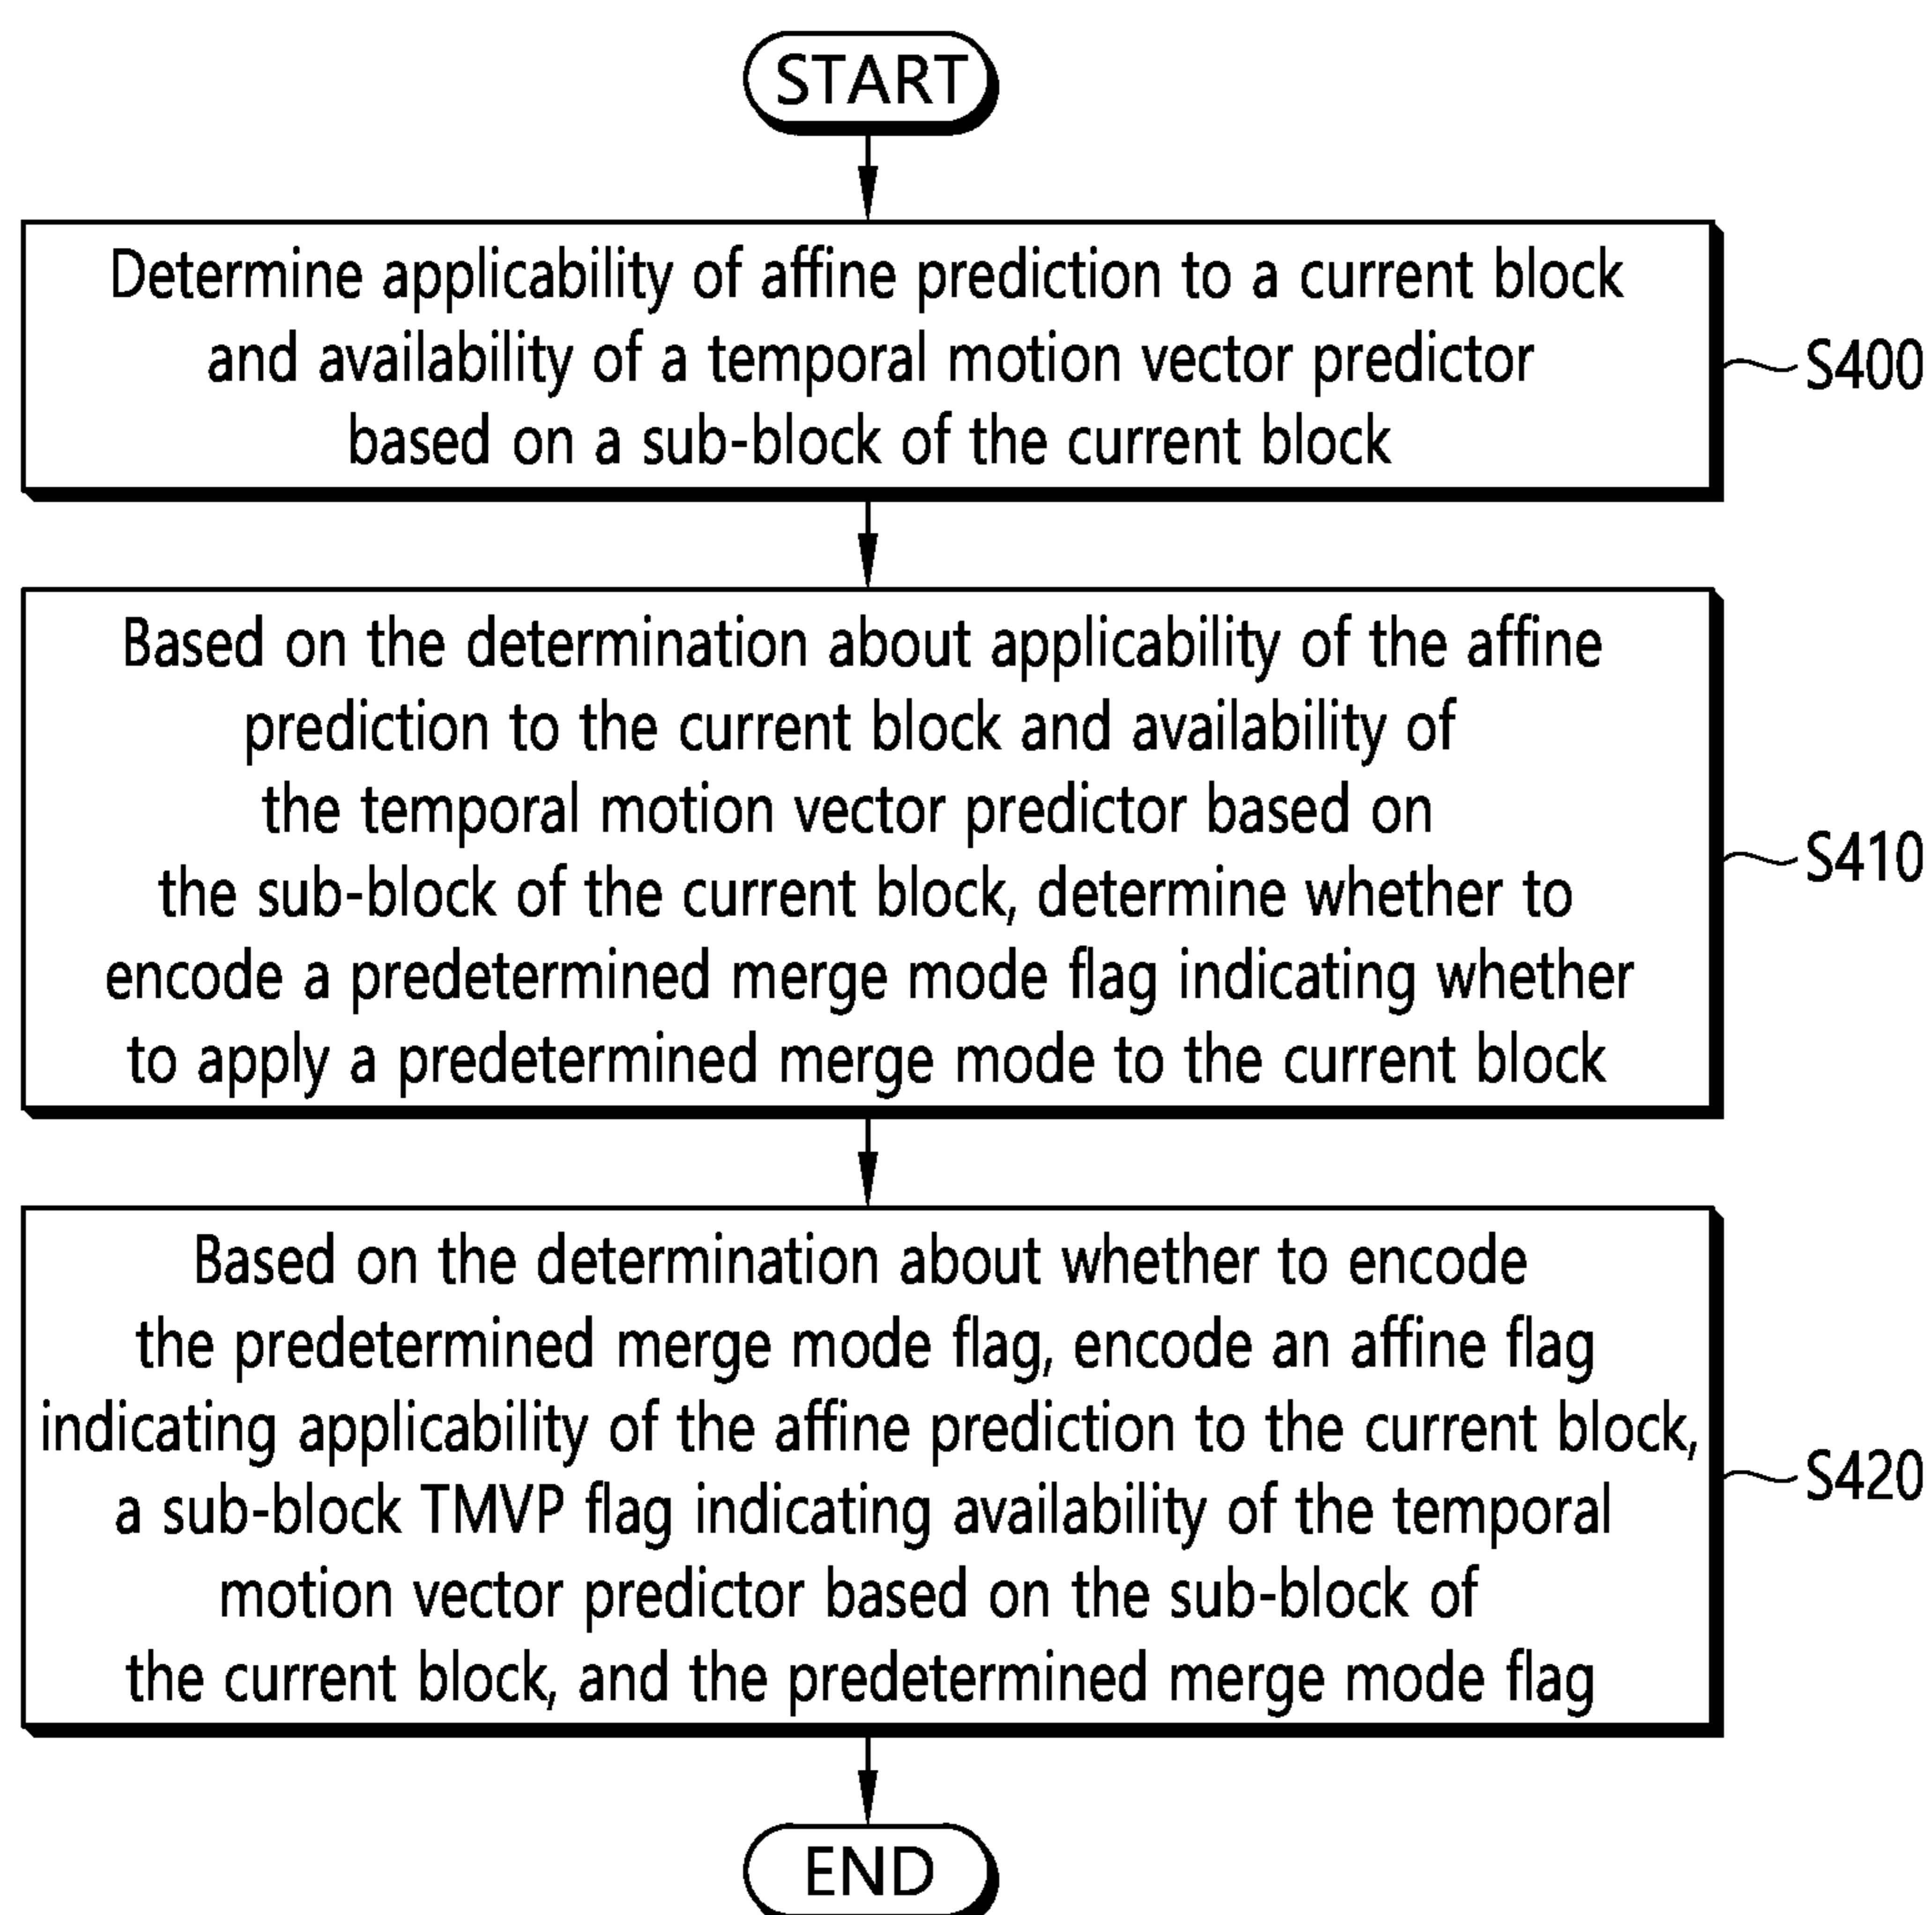 START
Determine applicability of affine prediction to a current block
and availability of a temporal motion vector predictor
based on a sub-block of the current block
S400
Based on the determination about applicability of the affine
prediction to the current block and availability of
the temporal motion vector predictor based on
the sub-block of the current block, determine whether to
encode a predetermined merge mode flag indicating whether
to apply a predetermined merge mode to the current block
S410
Based on the determination about whether to encode
the predetermined merge mode flag, encode an affine flag
indicating applicability of the affine prediction to the current block,
a sub-block TMVP flag indicating availability of the temporal
motion vector predictor based on the sub-block of
the current block, and the predetermined merge mode flag
S420
END